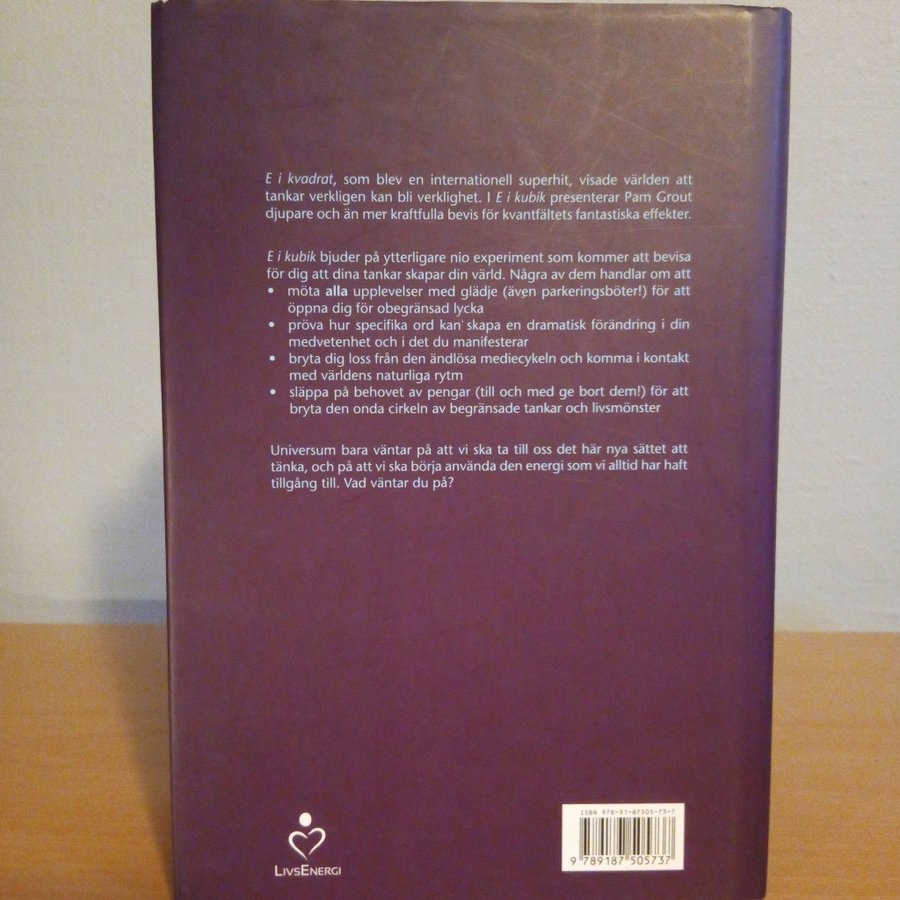 E i kvadrat, som blev en internationell superhit, visade världen att
tankar verkligen kan bli verklighet. I E i kubik presenterar Pam Grout
djupare och än mer kraftfulla bevis för kvantfältets fantastiska effekter.
E i kubik bjuder på ytterligare nio experiment som kommer att bevisa
för dig att dina tankar skapar din värld. Några av dem handlar om att
• möta alla upplevelser med glädje (även parkeringsböter!) för att
öppna dig för obegränsad lycka
• pröva hur specifika ord kan skapa en dramatisk förändring i din
medvetenhet och i det du manifesterar
• bryta dig loss från den ändlösa mediecykeln och komma i kontakt
med världens naturliga rytm
• släppa på behovet av pengar (till och med ge bort dem!) för att
bryta den onda cirkeln av begränsade tankar och livsmönster
Universum bara väntar på att vi ska ta till oss det här nya sättet att
tänka, och på att vi ska börja använda den energi som vi alltid har haft
tillgång till. Vad väntar du på?
LIVSENERGI
ISBN 978-91-87505-73-7
9 789187 505737